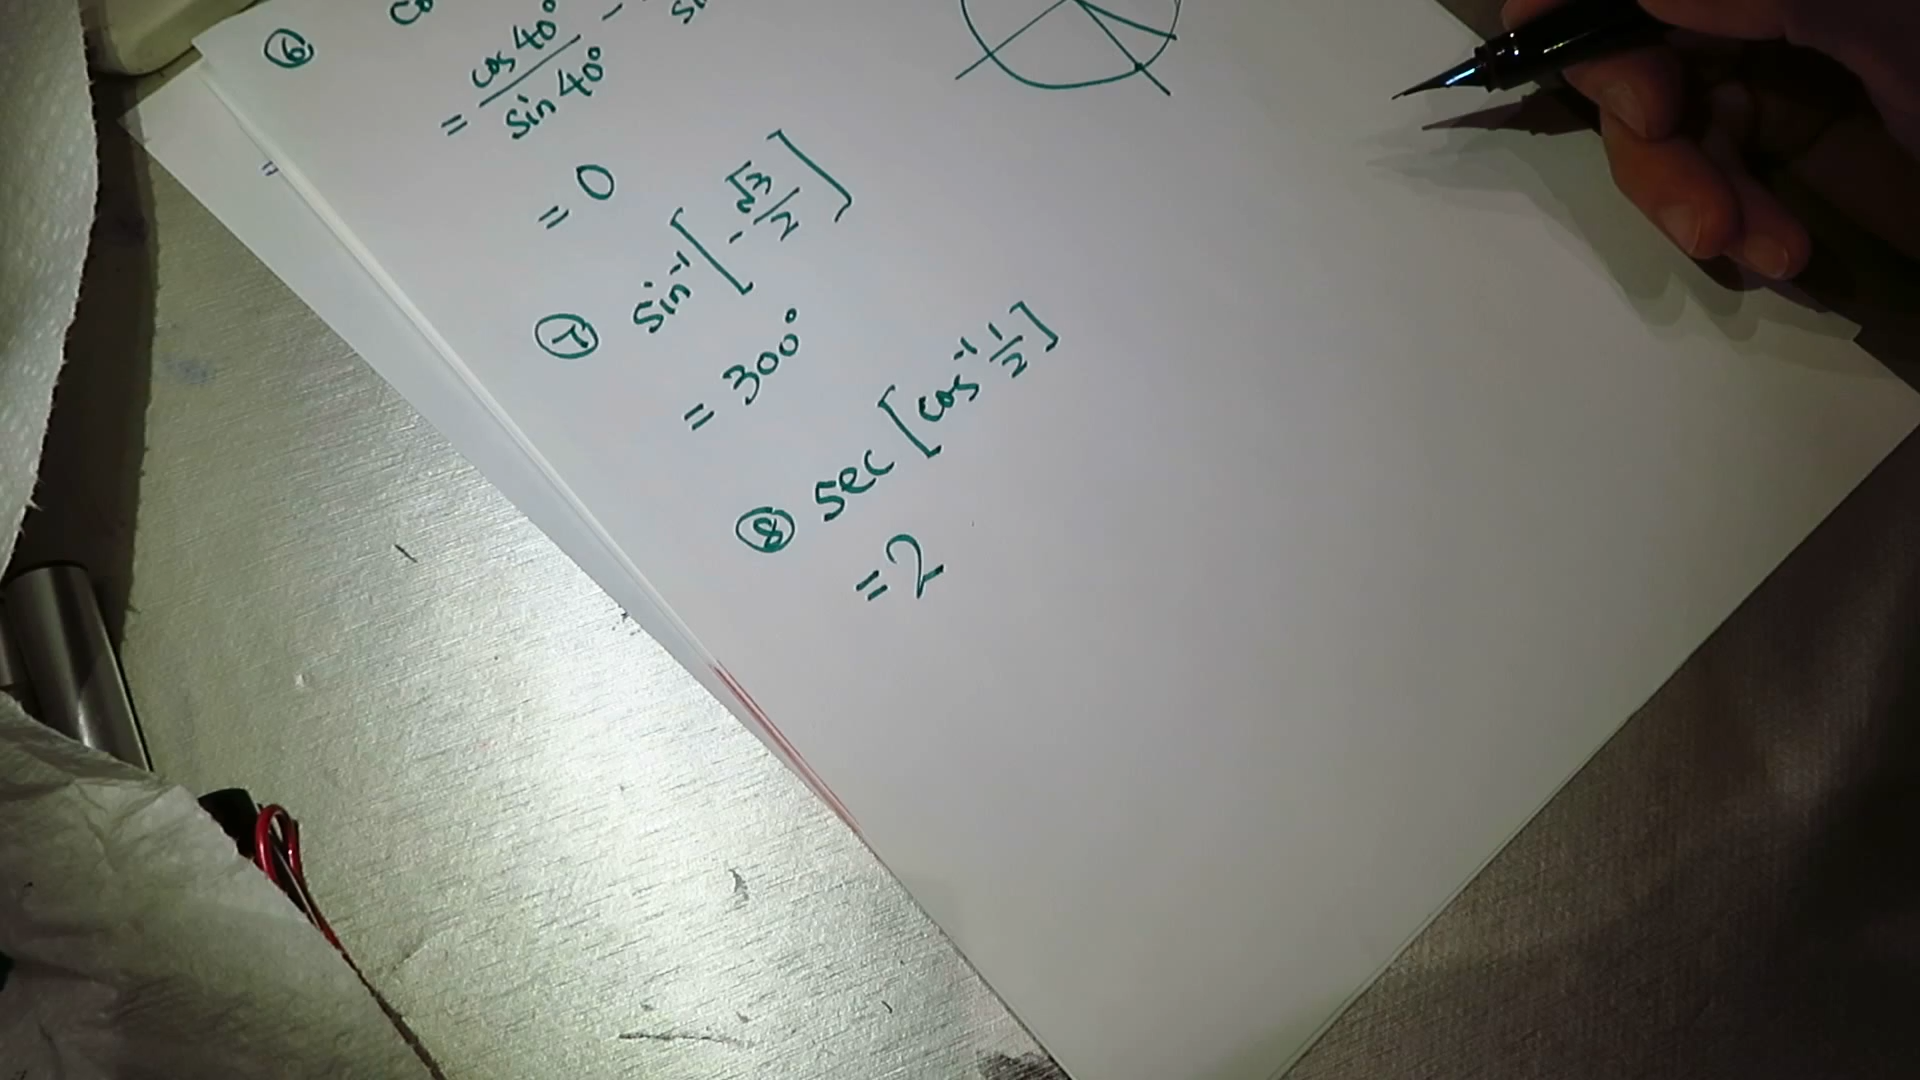 ⑥ co
= cos 40° / sin 40° -
= 0
⑦ sin⁻¹[-√3/2]
= 300°
⑧ sec[cos⁻¹ 1/2]
= 2